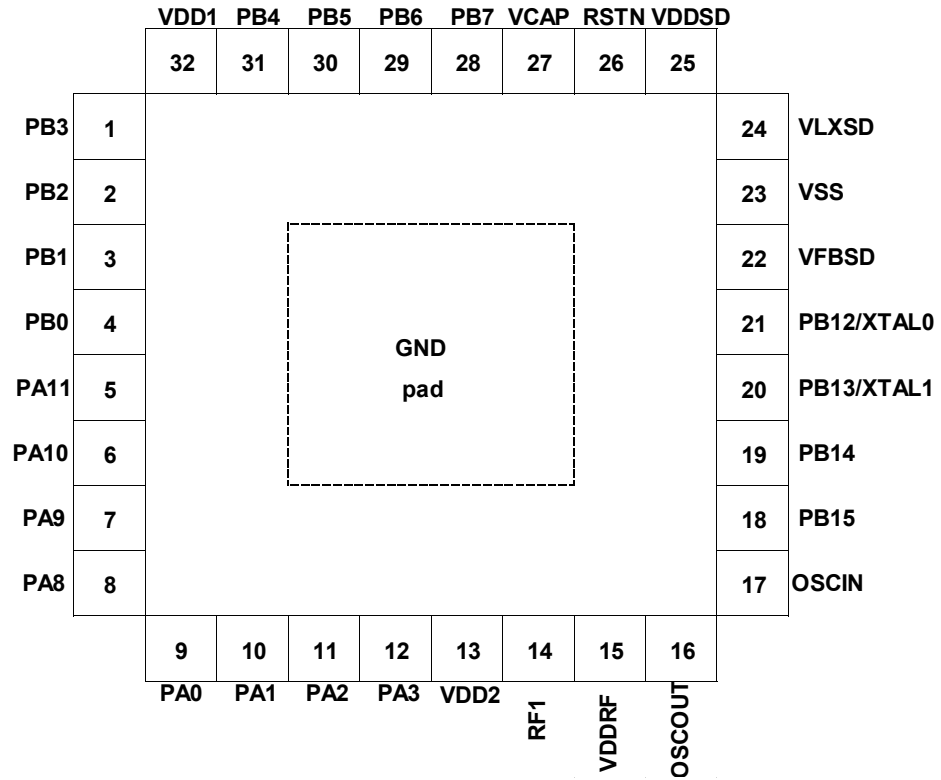 VDD1 PB4 PB5 PB6 PB7 VCAP RSTN VDDSD
32 31 30 29 28 27 26 25
PB3 1 24 VLXSD
PB2 2 23 VSS
PB1 3 22 VFBSD
PB0 4 21 PB12/XTAL0
GND
PA11 5 20 PB13/XTAL1
pad
PA10 6 19 PB14
PA9 7 18 PB15
PA8 8 17 OSCIN
9 10 11 12 13 14 15 16
PA0 PA1 PA2 PA3 VDD2 RF1 VDDRF OSCOUT